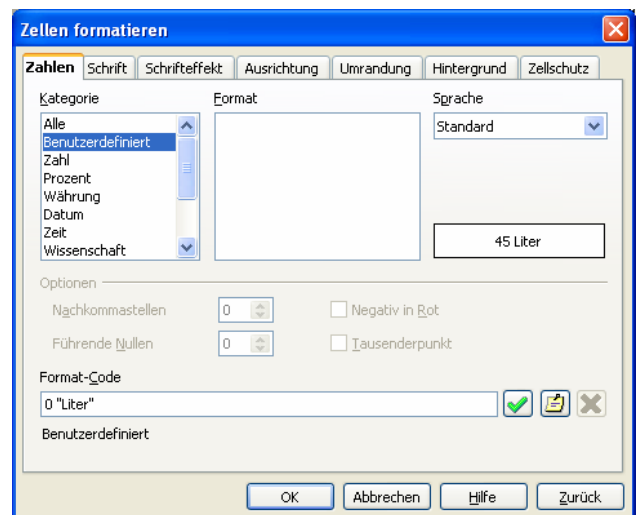 Zellen formatieren
Zahlen Schrift Schrifteffekt Ausrichtung Umrandung Hintergrund Zellschutz
Kategorie Format Sprache
Alle Standard
Benutzerdefiniert
Zahl
Prozent
Währung
Datum
Zeit
Wissenschaft 45 Liter
Optionen
Nachkommastellen 0 Negativ in Rot
Führende Nullen 0 Tausenderpunkt
Format-Code
0 "Liter"
Benutzerdefiniert
OK Abbrechen Hilfe Zurück